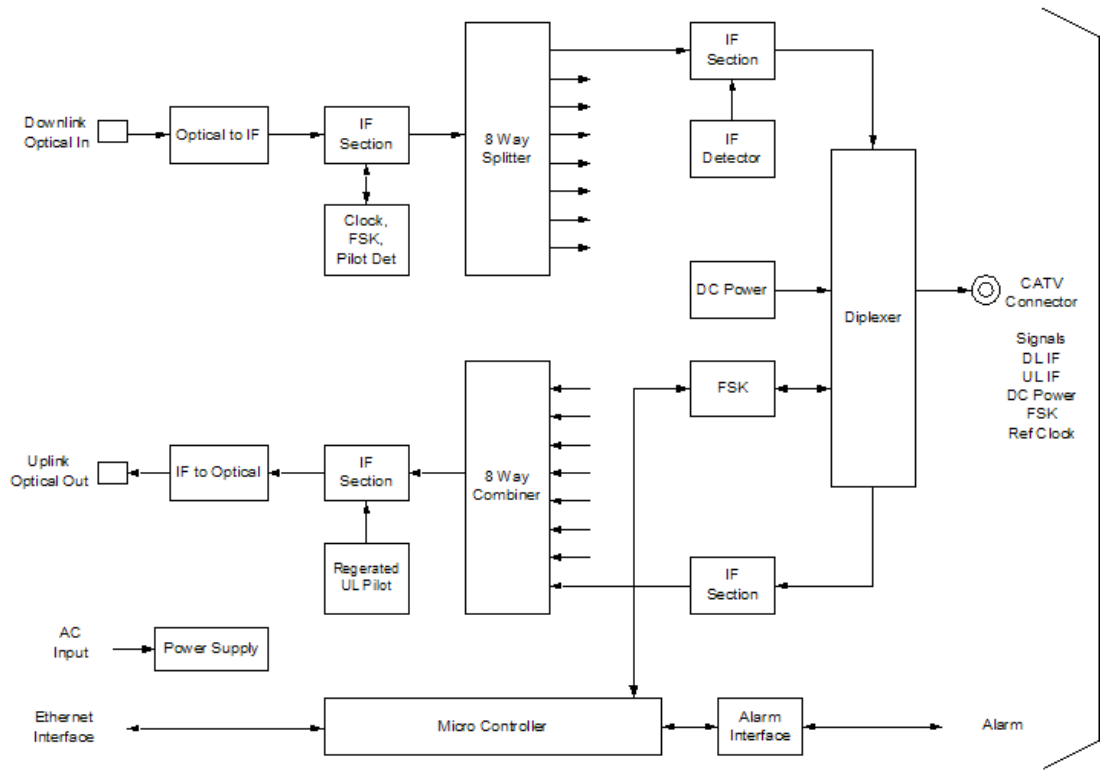 Downlink
Optical In
Optical to IF
IF
Section
Clock,
FSK,
Pilot Det
8 Way
Splitter
IF
Section
IF
Detector
DC Power
Diplexer
CATV
Connector
Signals
DL IF
UL IF
DC Power
FSK
Ref Clock
FSK
Uplink
Optical Out
IF to Optical
IF
Section
Regerated
UL Pilot
8 Way
Combiner
IF
Section
AC
Input
Power Supply
Ethernet
Interface
Micro Controller
Alarm
Interface
Alarm